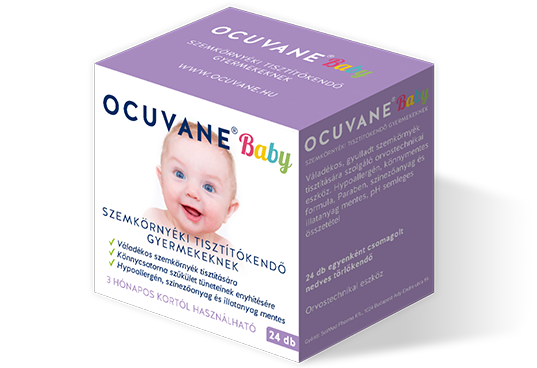 OCUVANE® Baby
SZEMKÖRNYÉKI TISZTÍTÓKENDŐ
GYERMEKEKNEK
WWW.OCUVANE.HU
OCUVANE® Baby
SZEMKÖRNYÉKI TISZTÍTÓKENDŐ
GYERMEKEKNEK
Váladékos szemkörnyék tisztítására
Könnycsatorna szűkület tüneteinek enyhítésére
Hypoallergén, színezőanyag és illatanyag mentes
3 HÓNAPOS KORTÓL HASZNÁLHATÓ
24 db
OCUVANE® Baby
SZEMKÖRNYÉKI TISZTÍTÓKENDŐ GYERMEKEKNEK
Váladékos, gyulladt szemkörnyék
tisztítására szolgáló orvostechnikai
eszköz. Hypoallergén, könnymentes
formula. Paraben, színezőanyag és
illatanyag mentes, pH semleges
összetétel
24 db egyenként csomagolt
nedves törlőkendő
Orvostechnikai eszköz